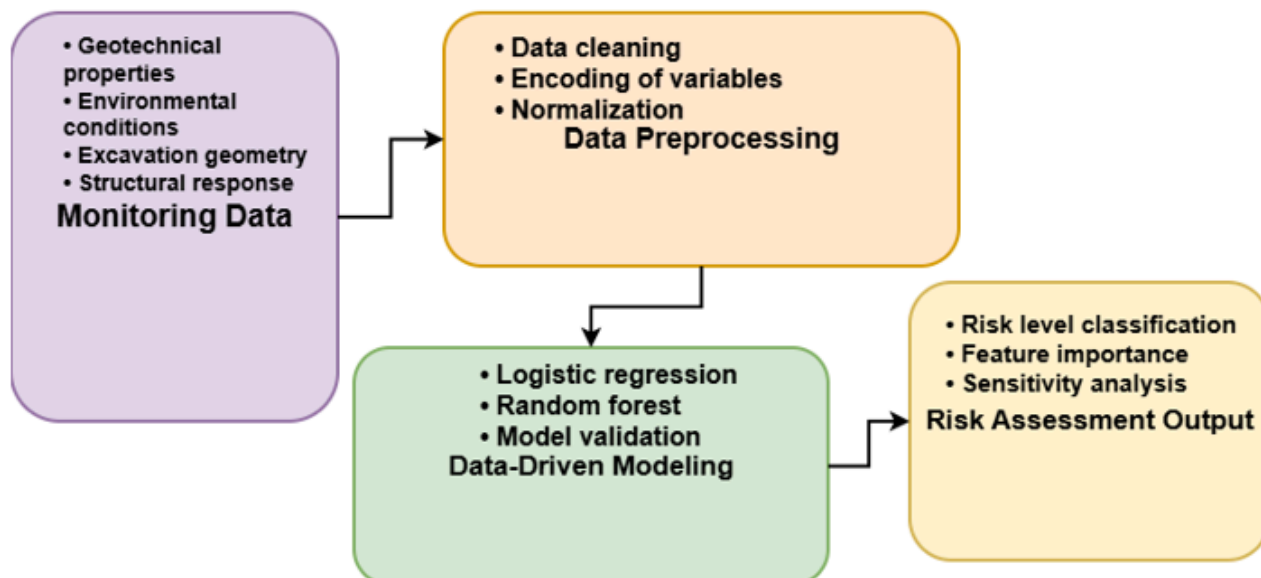 • Geotechnical
properties
• Environmental
conditions
• Excavation geometry
• Structural response
Monitoring Data
• Data cleaning
• Encoding of variables
• Normalization
Data Preprocessing
• Logistic regression
• Random forest
• Model validation
Data-Driven Modeling
• Risk level classification
• Feature importance
• Sensitivity analysis
Risk Assessment Output